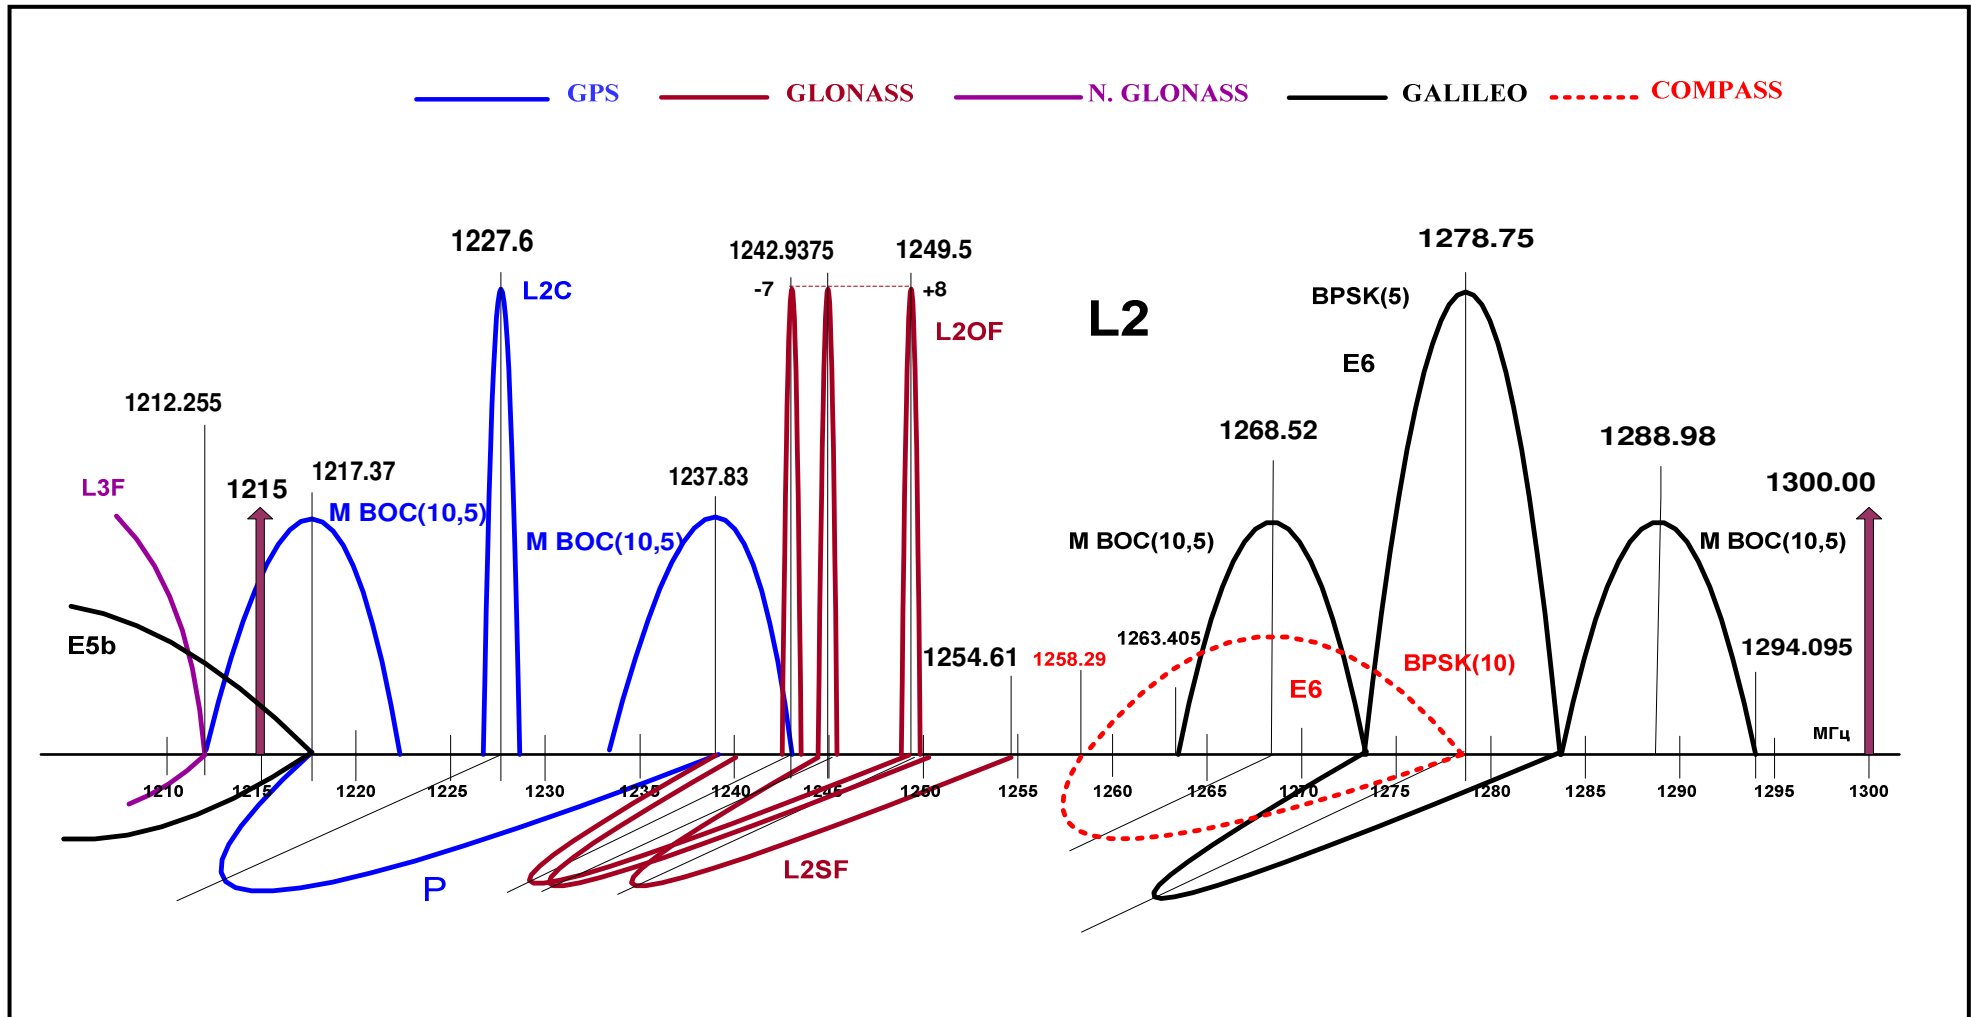 GPS GLONASS N. GLONASS GALILEO COMPASS
1227.6
1242.9375
1249.5
1278.75
-7
+8
L2C
L2OF
L2
BPSK(5)
E6
1212.255
1268.52
1288.98
L3F
1215
1217.37
1237.83
1300.00
M BOC(10,5)
M BOC(10,5)
M BOC(10,5)
M BOC(10,5)
E5b
1254.61
1258.29
1263.405
E6
BPSK(10)
1294.095
МГц
1210 1215 1220 1225 1230 1235 1240 1245 1250 1255 1260 1265 1270 1275 1280 1285 1290 1295 1300
P
L2SF